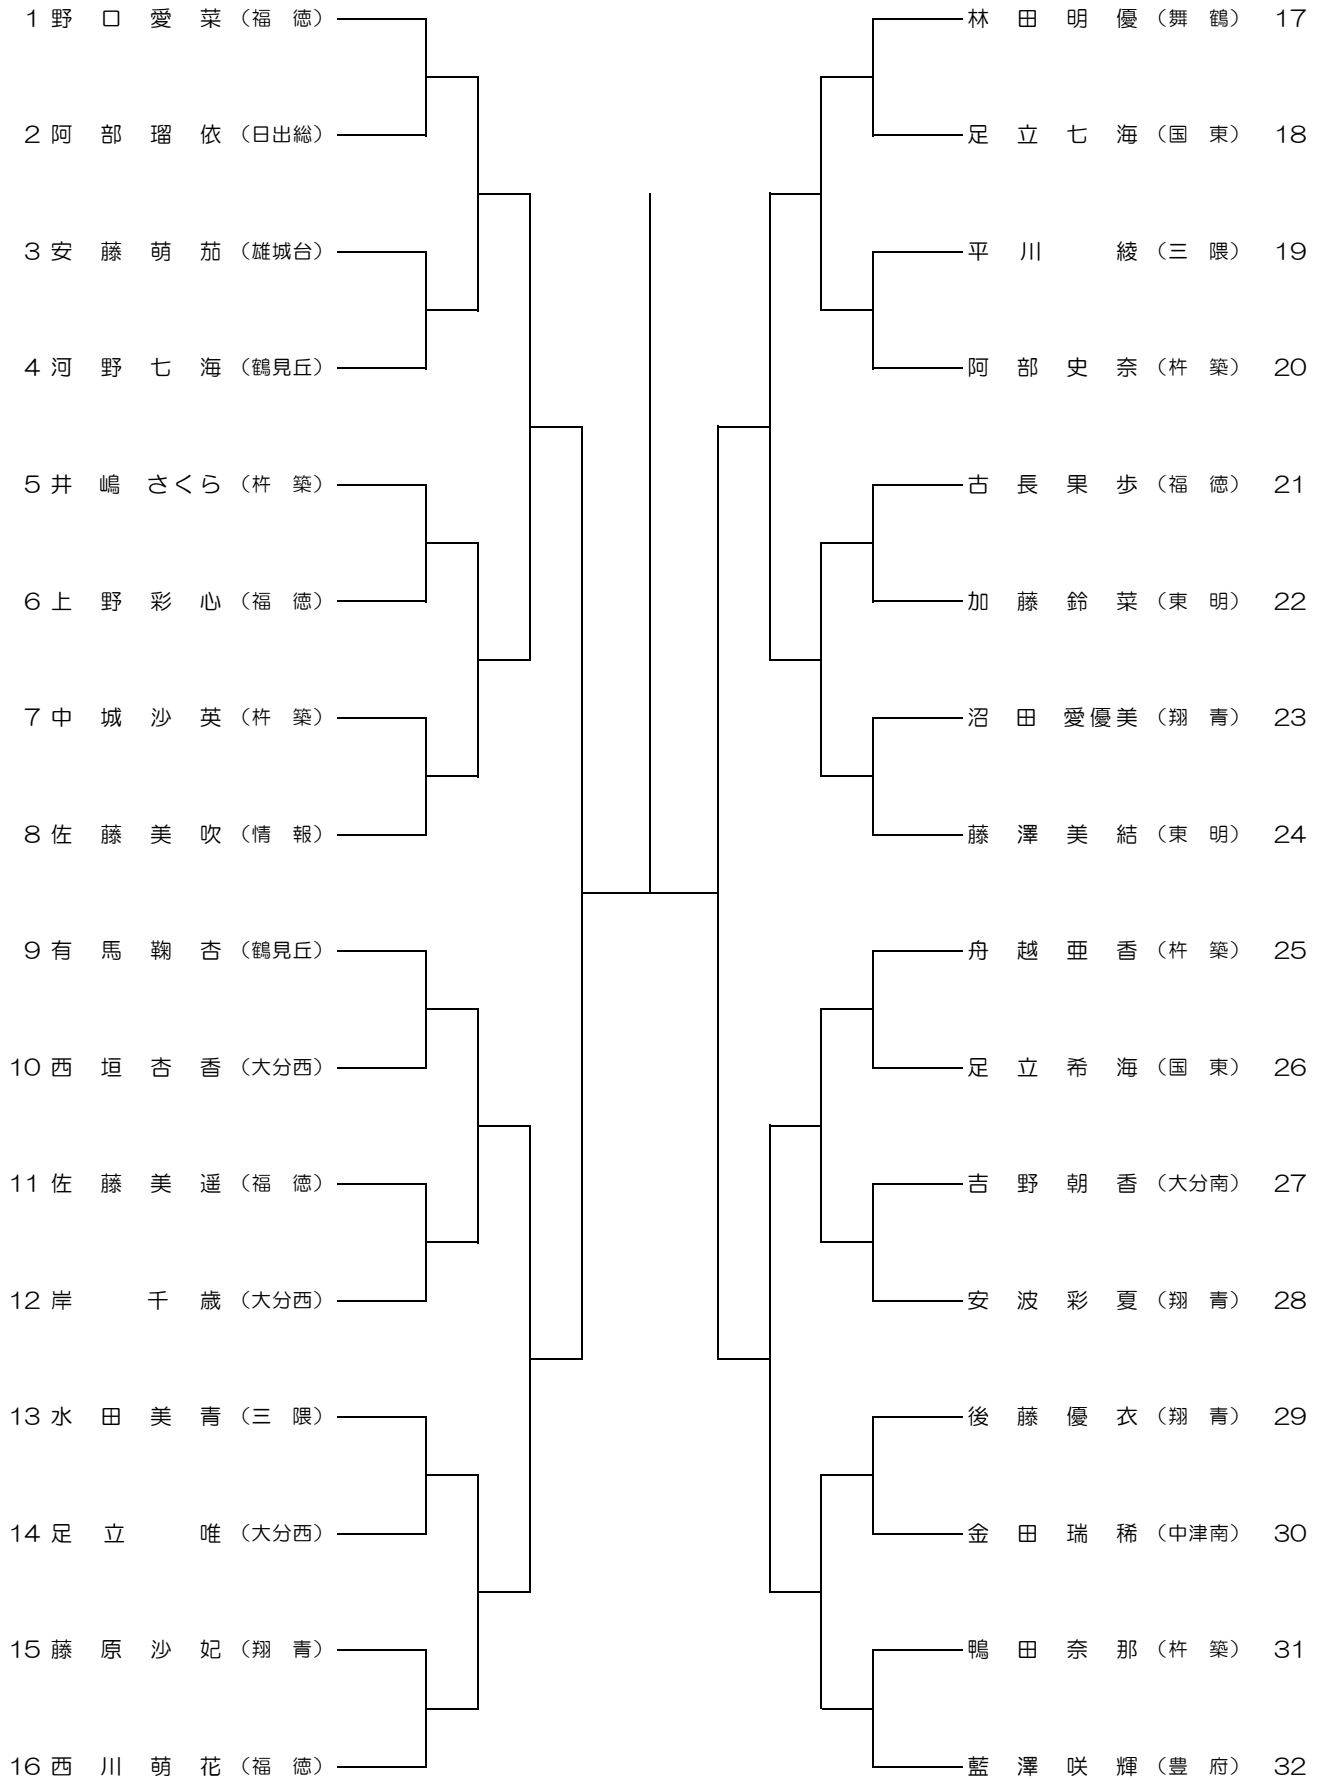 1 野口愛菜（福徳）
2 阿部瑠依（日出総）
3 安藤萌茄（雄城台）
4 河野七海（鶴見丘）
5 井嶋さくら（杵築）
6 上野彩心（福徳）
7 中城沙英（杵築）
8 佐藤美吹（情報）
9 有馬鞠杏（鶴見丘）
10 西垣杏香（大分西）
11 佐藤美遥（福徳）
12 岸千歳（大分西）
13 水田美青（三隈）
14 足立唯（大分西）
15 藤原沙妃（翔青）
16 西川萌花（福徳）
林田明優（舞鶴） 17
足立七海（国東） 18
平川綾（三隈） 19
阿部史奈（杵築） 20
古長果歩（福徳） 21
加藤鈴菜（東明） 22
沼田愛優美（翔青） 23
藤澤美結（東明） 24
舟越亜香（杵築） 25
足立希海（国東） 26
吉野朝香（大分南） 27
安波彩夏（翔青） 28
後藤優衣（翔青） 29
金田瑞稀（中津南） 30
鴨田奈那（杵築） 31
藍澤咲輝（豊府） 32